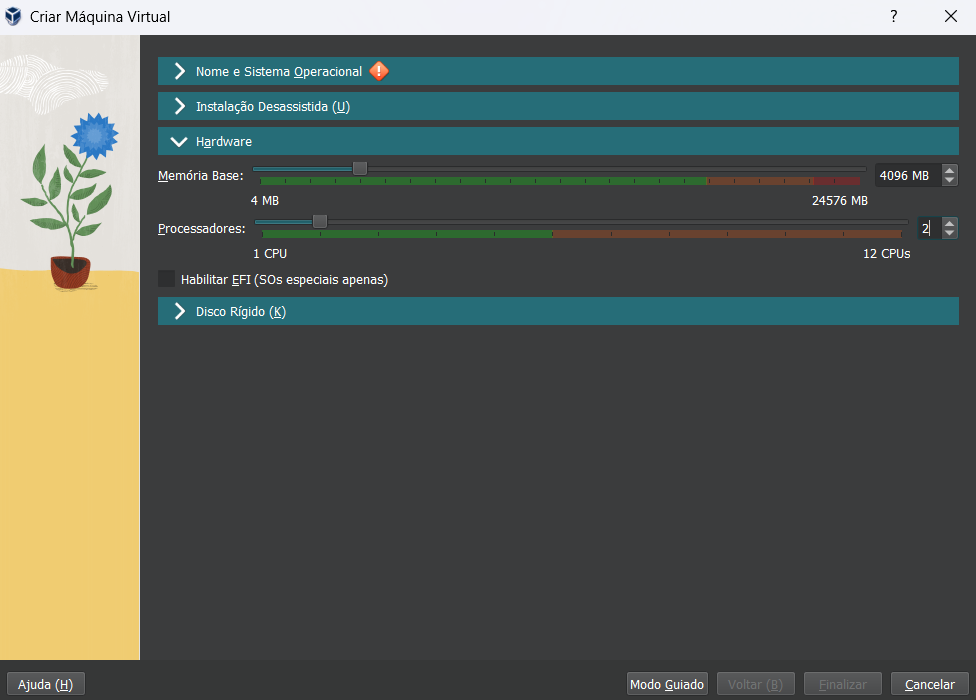 Criar Máquina Virtual
?
Nome e Sistema Operacional
Instalação Desassistida (U)
Hardware
Memória Base:
4096 MB
4 MB
24576 MB
Processadores:
2
1 CPU
12 CPUs
Habilitar EFI (SOs especiais apenas)
Disco Rígido (K)
Ajuda (H)
Modo Guiado
Voltar (B)
Finalizar
Cancelar